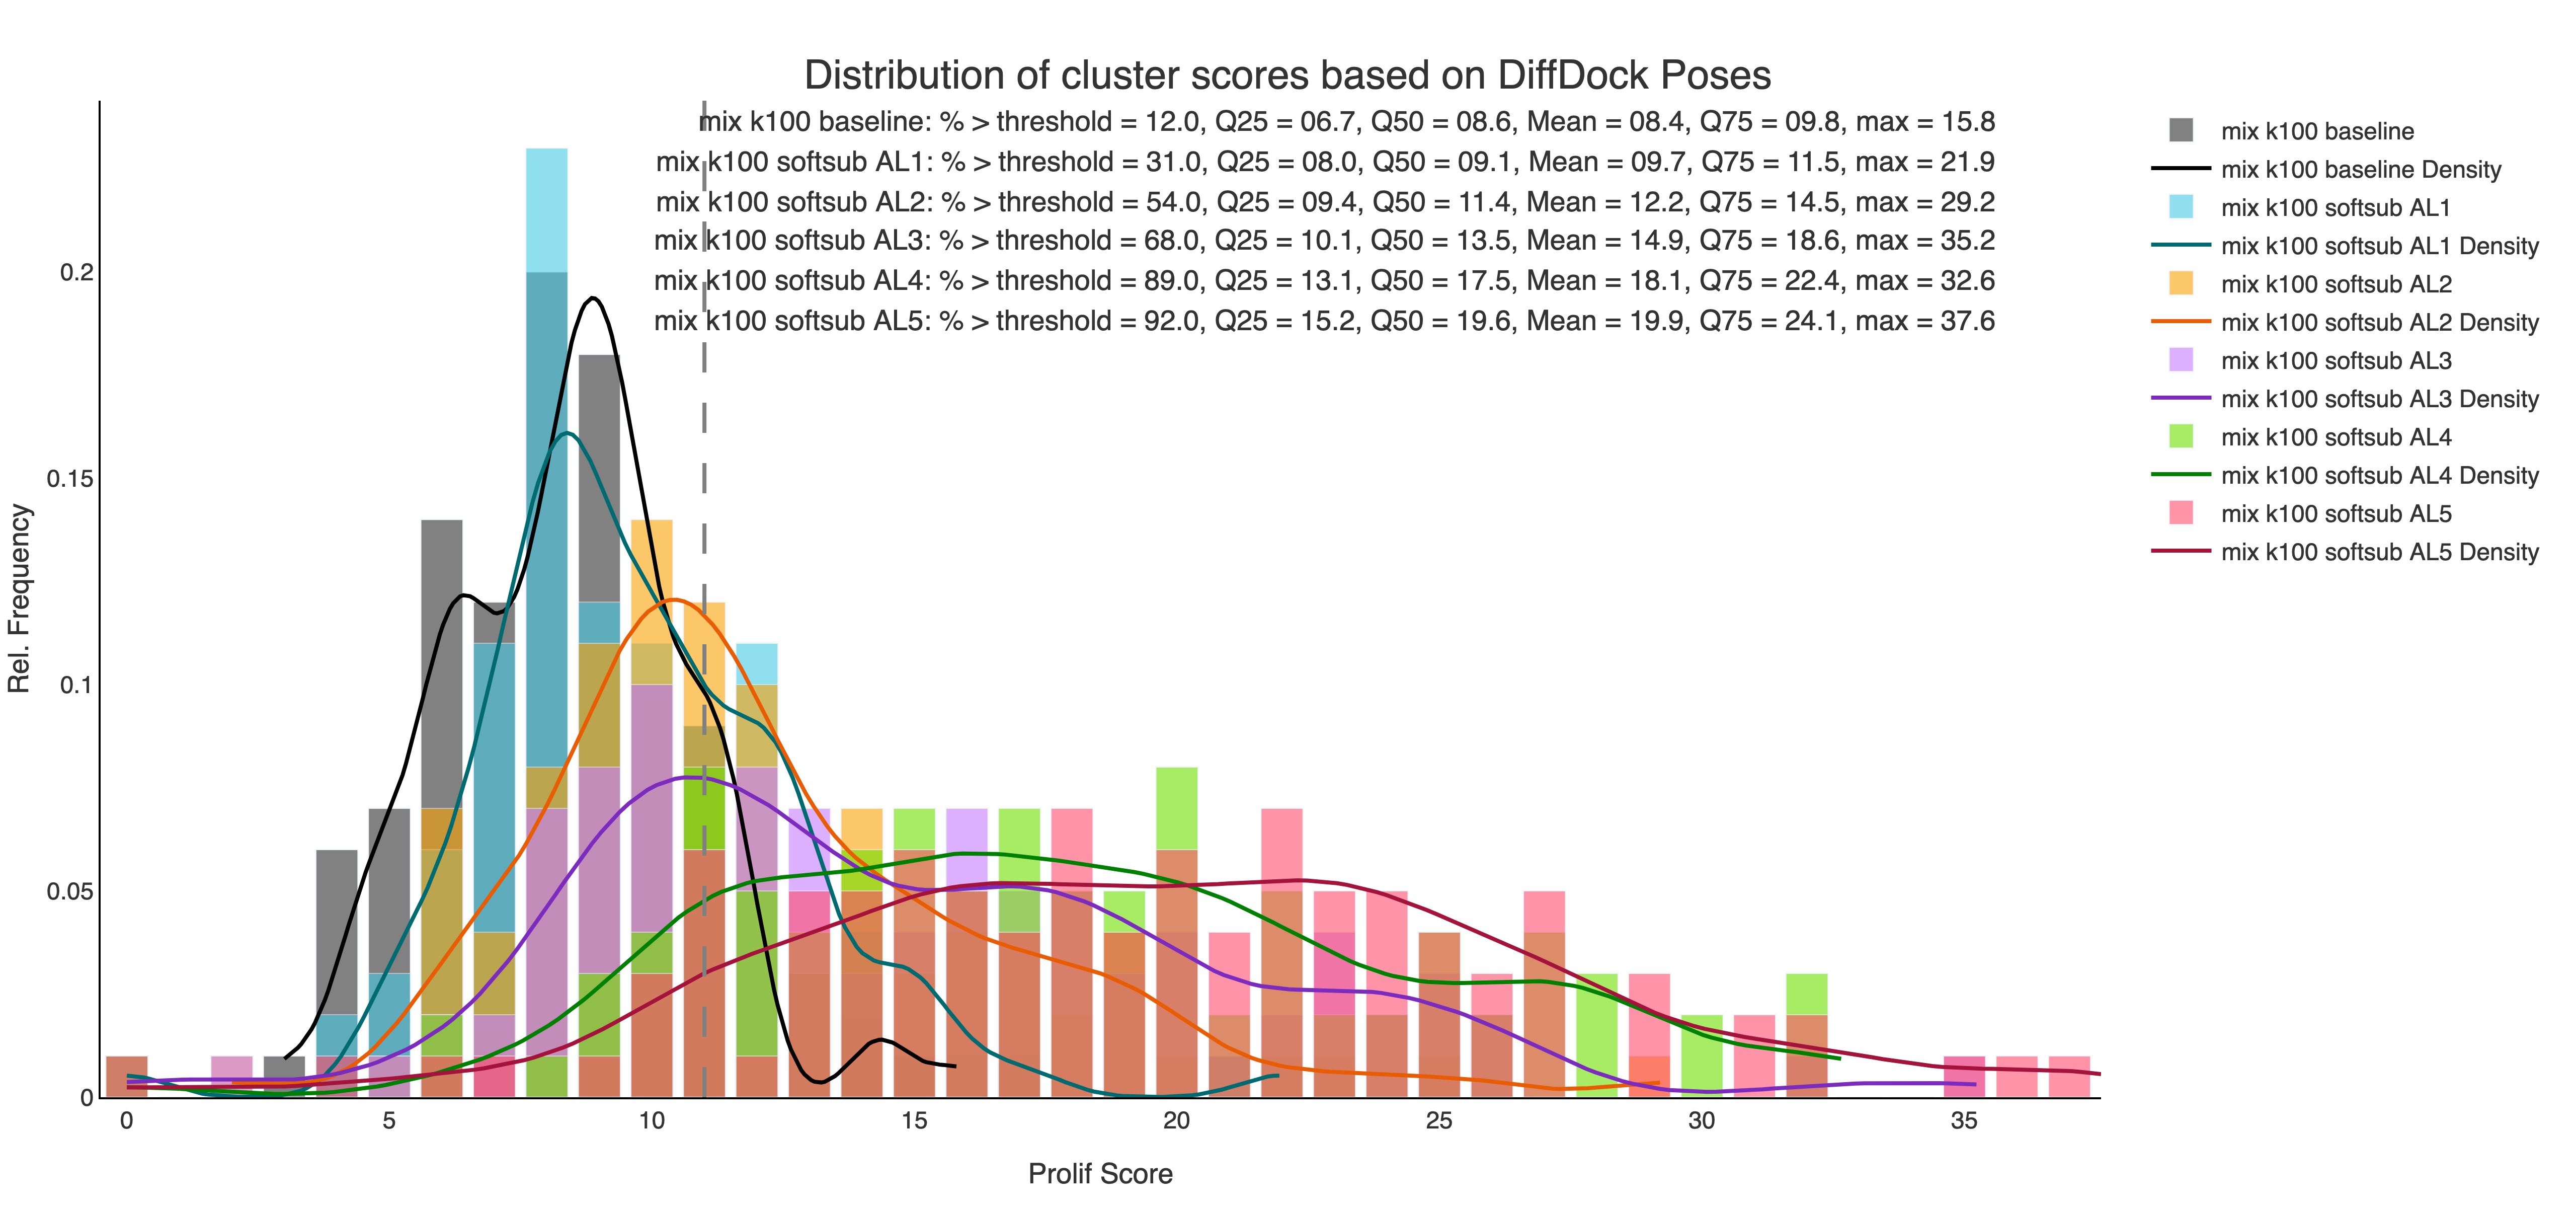 Distribution of cluster scores based on DiffDock Poses
mix k100 baseline: % > threshold = 12.0, Q25 = 06.7, Q50 = 08.6, Mean = 08.4, Q75 = 09.8, max = 15.8
mix k100 softsub AL1: % > threshold = 31.0, Q25 = 08.0, Q50 = 09.1, Mean = 09.7, Q75 = 11.5, max = 21.9
mix k100 softsub AL2: % > threshold = 54.0, Q25 = 09.4, Q50 = 11.4, Mean = 12.2, Q75 = 14.5, max = 29.2
mix k100 softsub AL3: % > threshold = 68.0, Q25 = 10.1, Q50 = 13.5, Mean = 14.9, Q75 = 18.6, max = 35.2
mix k100 softsub AL4: % > threshold = 89.0, Q25 = 13.1, Q50 = 17.5, Mean = 18.1, Q75 = 22.4, max = 32.6
mix k100 softsub AL5: % > threshold = 92.0, Q25 = 15.2, Q50 = 19.6, Mean = 19.9, Q75 = 24.1, max = 37.6
mix k100 baseline
mix k100 baseline Density
mix k100 softsub AL1
mix k100 softsub AL1 Density
mix k100 softsub AL2
mix k100 softsub AL2 Density
mix k100 softsub AL3
mix k100 softsub AL3 Density
mix k100 softsub AL4
mix k100 softsub AL4 Density
mix k100 softsub AL5
mix k100 softsub AL5 Density
Rel. Frequency
0.2
0.15
0.1
0.05
0
0 5 10 15 20 25 30 35
Prolif Score